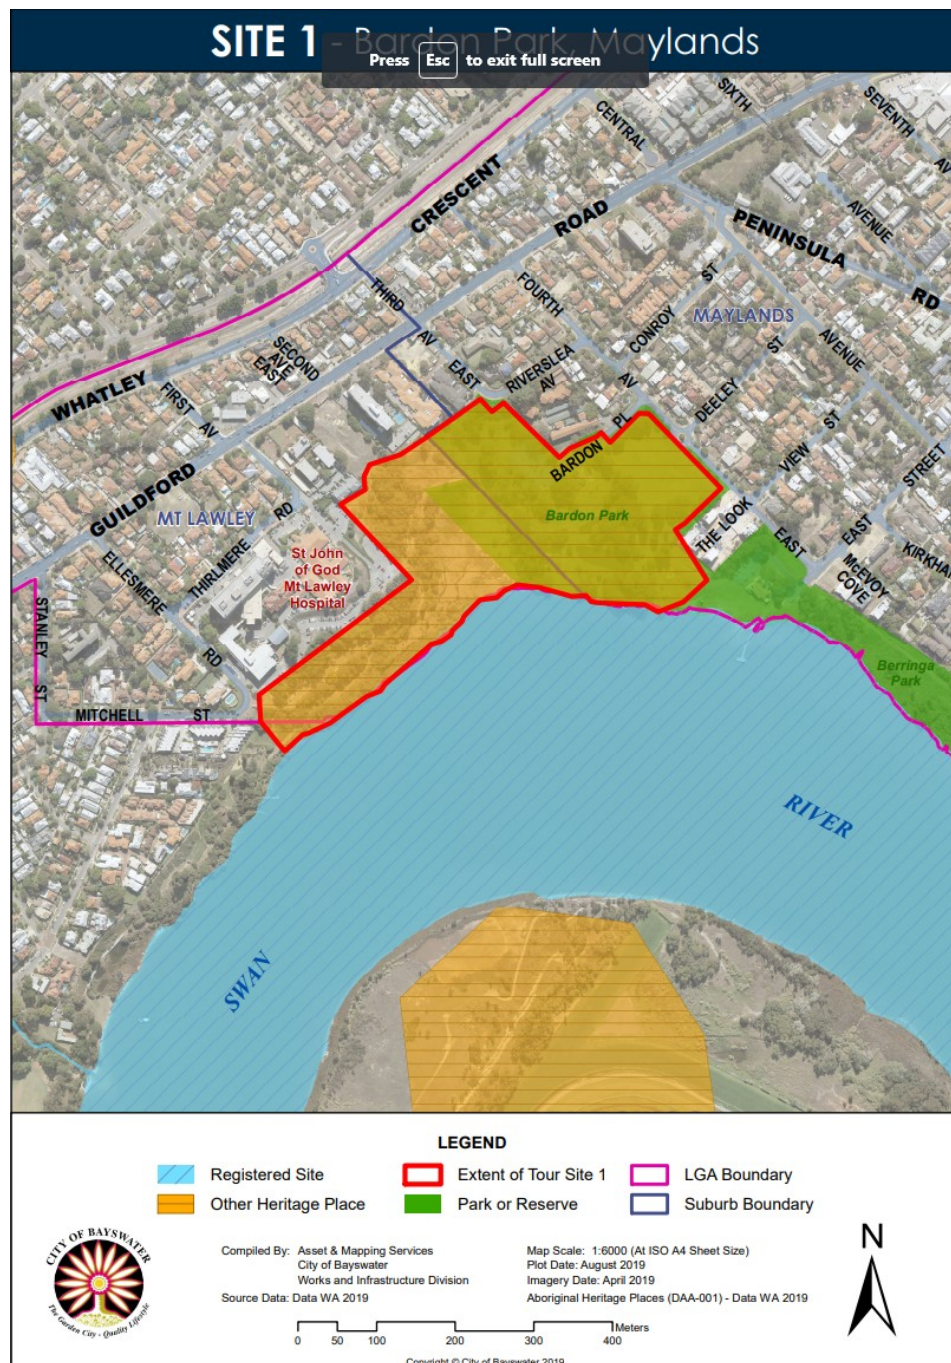 SITE 1 - Bardon Park, Maylands
Press Esc to exit full screen
SIXTH
SEVENTH
AV
CENTRAL
CRESCENT
ROAD
AVENUE
PENINSULA
RD
THIRD
AV
FOURTH
AV
CONROY
ST
MAYLANDS
AVENUE
SECOND
AVE
EAST
EAST
RIVERSLEA
AV
DEELEY
ST
WHATLEY
FIRST
AV
BARDON
PL
VIEW
ST
STREET
GUILDFORD
MT LAWLEY
THIRLMERE
RD
Bardon Park
THE LOOK
EAST
EAST
KIRKHA
McEVOY
COVE
ELLESMERE
RD
St John
of God
Mt Lawley
Hospital
STANLEY
ST
MITCHELL ST
Berringa
Park
RIVER
SWAN
LEGEND
Registered Site
Extent of Tour Site 1
LGA Boundary
Other Heritage Place
Park or Reserve
Suburb Boundary
CITY OF BAYSWATER
The Garden City - Quality Lifestyle
Compiled By: Asset & Mapping Services
City of Bayswater
Works and Infrastructure Division
Source Data: Data WA 2019
Map Scale: 1:6000 (At ISO A4 Sheet Size)
Plot Date: August 2019
Imagery Date: April 2019
Aboriginal Heritage Places (DAA-001) - Data WA 2019
N
Meters
0 50 100 200 300 400
Copyright © City of Bayswater 2019